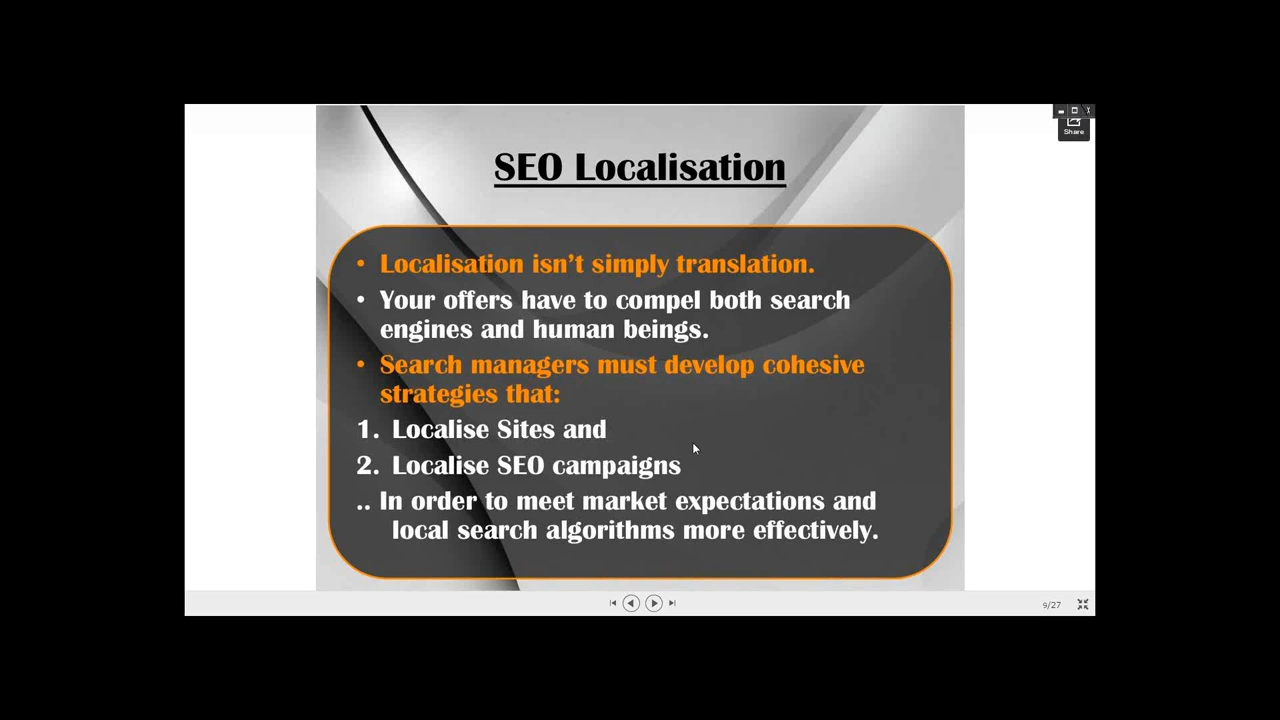 Share
SEO Localisation
• Localisation isn't simply translation.
• Your offers have to compel both search
engines and human beings.
• Search managers must develop cohesive
strategies that:
1. Localise Sites and
2. Localise SEO campaigns
.. In order to meet market expectations and
local search algorithms more effectively.
9/27